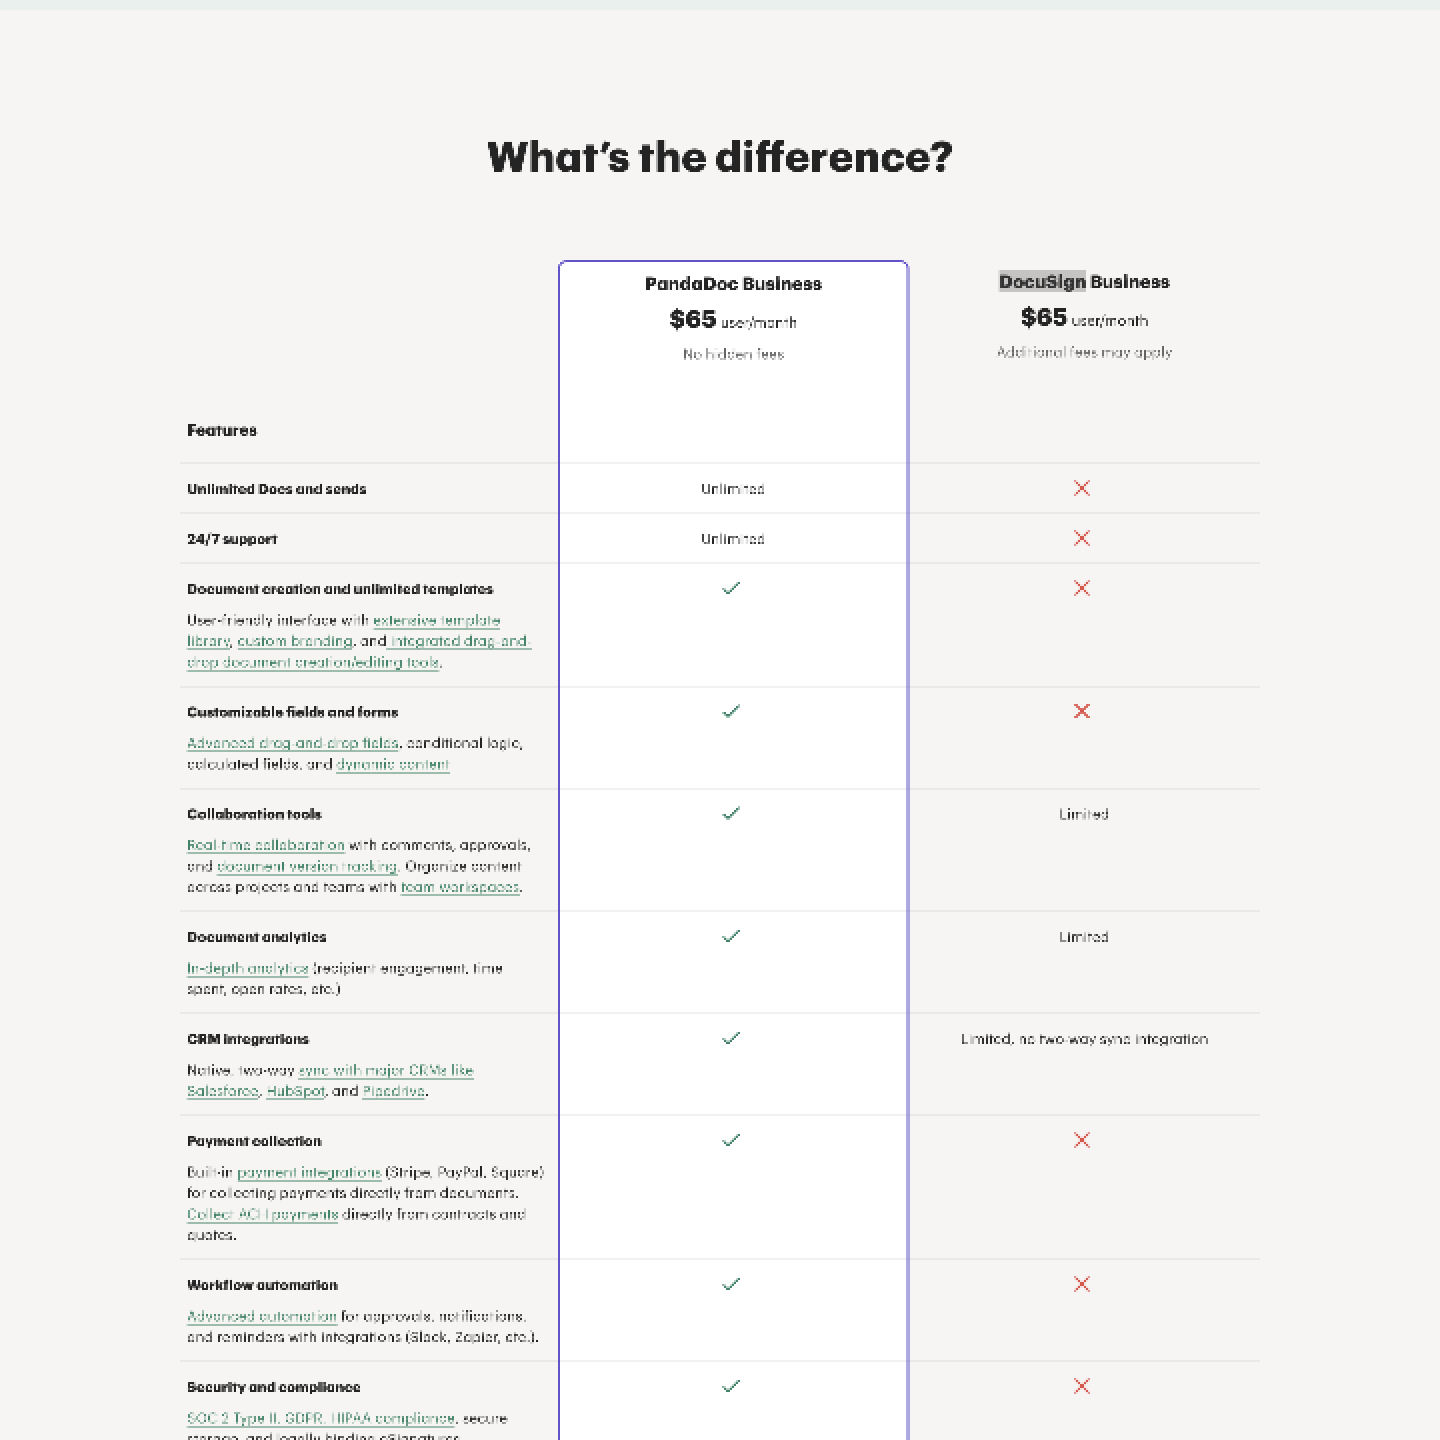 What's the difference?
PandaDoc Business
$65 user/month
No hidden fees
DocuSign Business
$65 user/month
Additional fees may apply
Features
Unlimited Docs and sends
Unlimited
24/7 support
Unlimited
Document creation and unlimited templates
User-friendly interface with extensive template
library, custom branding, and integrated drag-and-
drop document creation/editing tools.
Customizable fields and forms
Advanced drag-and-drop fields, conditional logic,
calculated fields, and dynamic content
Collaboration tools
Limited
Real-time collaboration with comments, approvals,
and document version tracking. Organize content
across projects and teams with team workspaces.
Document analytics
Limited
In-depth analytics (recipient engagement, time
spent, open rates, etc.)
CRM integrations
Limited, no two-way sync integration
Native, two-way sync with major CRMs like
Salesforce, HubSpot, and Pipedrive.
Payment collection
Built-in payment integrations (Stripe, PayPal, Square)
for collecting payments directly from documents.
Collect ACH payments directly from contracts and
quotes.
Workflow automation
Advanced automation for approvals, notifications,
and reminders with integrations (Slack, Zapier, etc.).
Security and compliance
SOC 2 Type II, GDPR, HIPAA compliance, secure
storage, and legally binding eSignatures